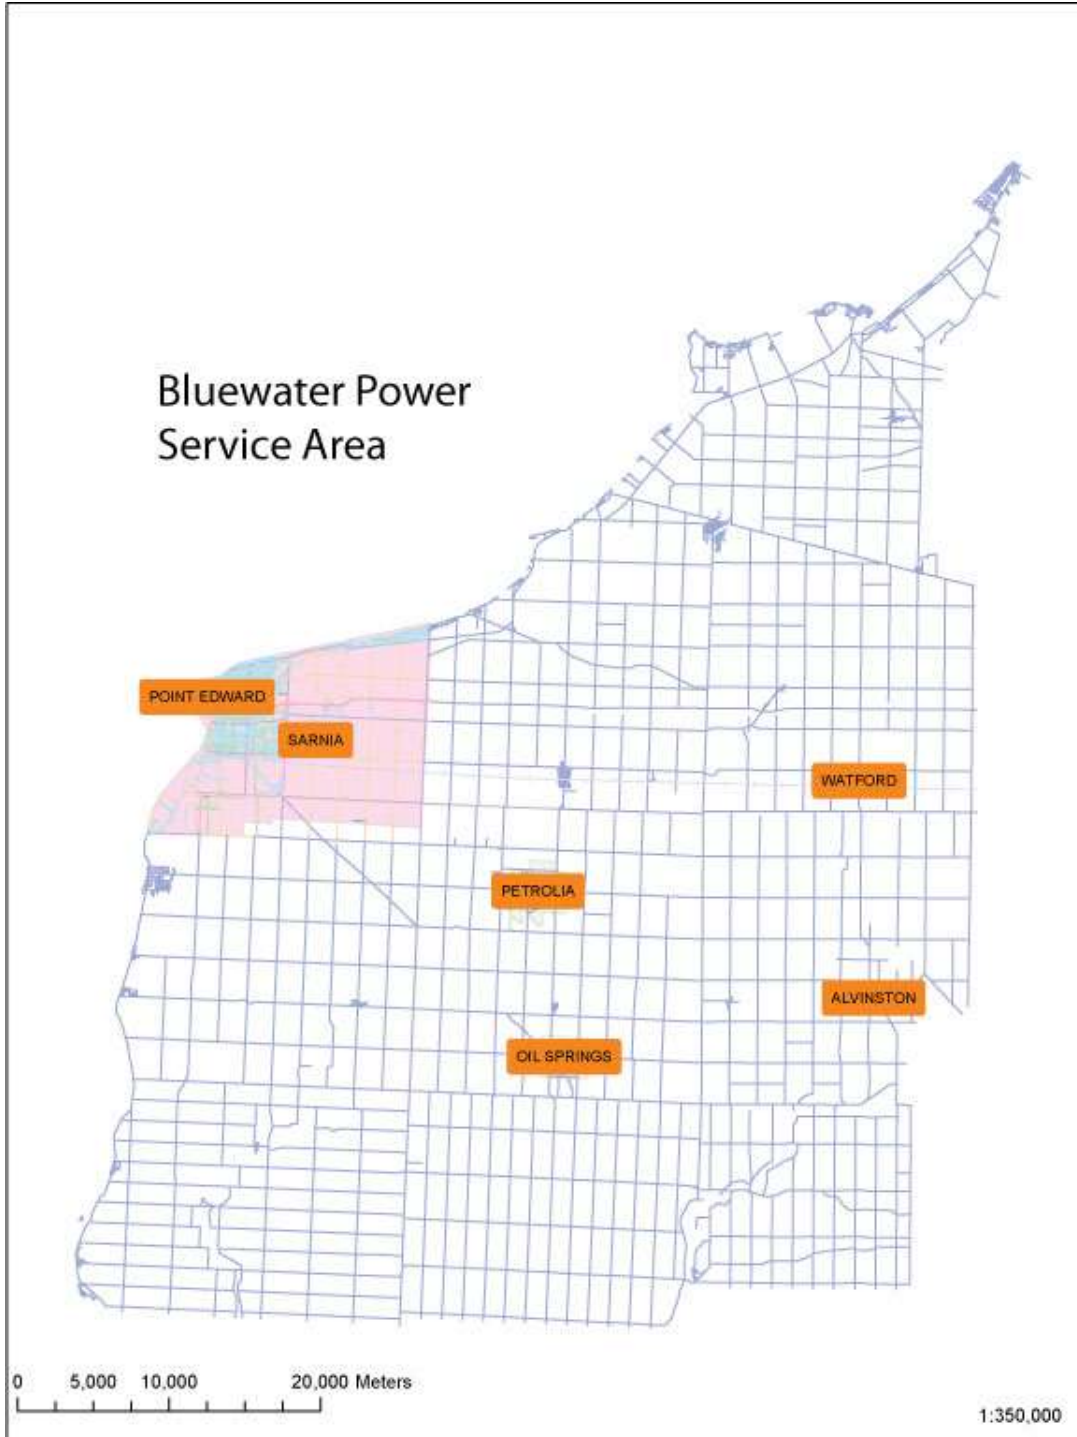 Bluewater Power
Service Area
POINT EDWARD
SARNIA
WATFORD
PETROLIA
ALVINSTON
OIL SPRINGS
0 5,000 10,000 20,000 Meters
1:350,000